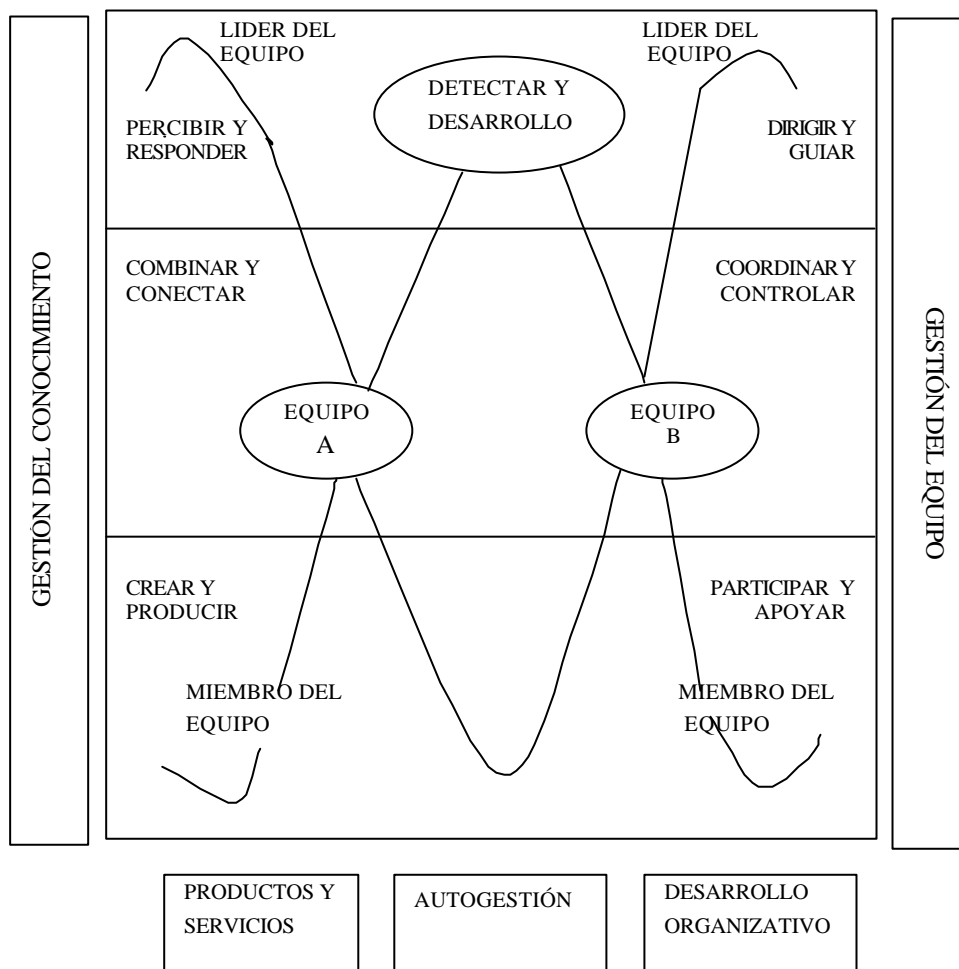 GESTIÓN DEL CONOCIMIENTO
LIDER DEL
EQUIPO
LIDER DEL
EQUIPO
DETECTAR Y
DESARROLLO
PERCIBIR Y
RESPONDER
DIRIGIR Y
GUIAR
COMBINAR Y
CONECTAR
COORDINAR Y
CONTROLAR
EQUIPO
A
EQUIPO
B
CREAR Y
PRODUCIR
PARTICIPAR Y
APOYAR
MIEMBRO DEL
EQUIPO
MIEMBRO DEL
EQUIPO
GESTIÓN DEL EQUIPO
PRODUCTOS Y
SERVICIOS
AUTOGESTIÓN
DESARROLLO
ORGANIZATIVO